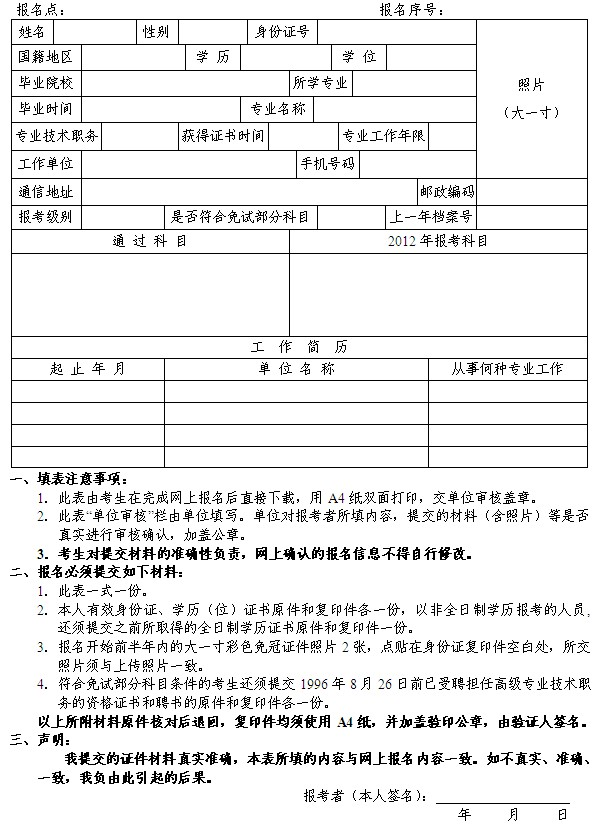 报名点： 报名序号：
姓名 性别 身份证号
国籍地区 学 历 学 位
照片
毕业院校 所学专业
（大一寸）
毕业时间 专业名称
专业技术职务 获得证书时间 专业工作年限
工作单位 手机号码
通信地址 邮政编码
报考级别 是否符合免试部分科目 上一年档案号
通 过 科 目 2012 年报考科目
工 作 简 历
起 止 年 月 单 位 名 称 从事何种专业工作
一、填表注意事项：
1．此表由考生在完成网上报名后直接下载，用 A4 纸双面打印，交单位审核盖章。
2．此表“单位审核”栏由单位填写。单位对报考者所填内容，提交的材料（含照片）等是否
真实进行审核确认，加盖公章。
3．考生对提交材料的准确性负责，网上确认的报名信息不得自行修改。
二、报名必须提交如下材料：
1．此表一式一份。
2．本人有效身份证、学历（位）证书原件和复印件各一份，以非全日制学历报考的人员，
还须提交之前所取得的全日制学历证书原件和复印件一份。
3．报名开始前半年内的大一寸彩色免冠证件照片 2 张，点贴在身份证复印件空白处，所交
照片须与上传照片一致。
4．符合免试部分科目条件的考生还须提交 1996 年 8 月 26 日前已受聘担任高级专业技术职
务的资格证书和聘书的原件和复印件各一份。
以上所附材料原件核对后退回，复印件均须使用 A4 纸，并加盖验印公章，由验证人签名。
三、声明：
我提交的证件材料真实准确，本表所填的内容与网上报名内容一致。如不真实、准确、
一致，我负由此引起的后果。
报考者（本人签名）：
年 月 日